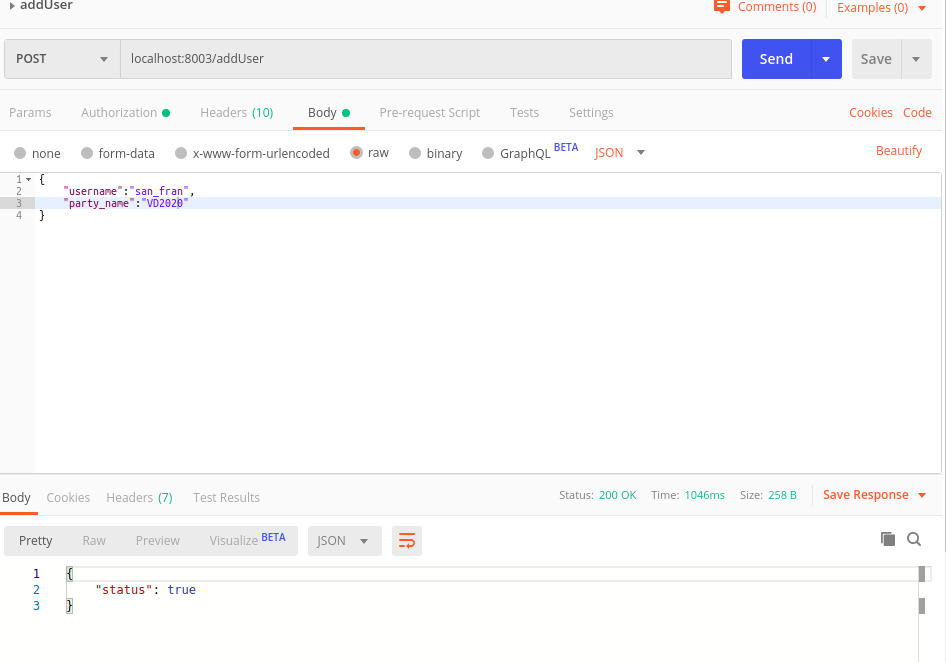 addUser
Comments (0) Examples (0)
POST localhost:8003/addUser Send Save
Params Authorization Headers (10) Body Pre-request Script Tests Settings Cookies Code
none form-data x-www-form-urlencoded raw binary GraphQL BETA JSON Beautify
1 {
2 "username":"san_fran",
3 "party_name":"VD2020"
4 }
Body Cookies Headers (7) Test Results Status: 200 OK Time: 1046ms Size: 258 B Save Response
Pretty Raw Preview Visualize BETA JSON
1 {
2 "status": true
3 }